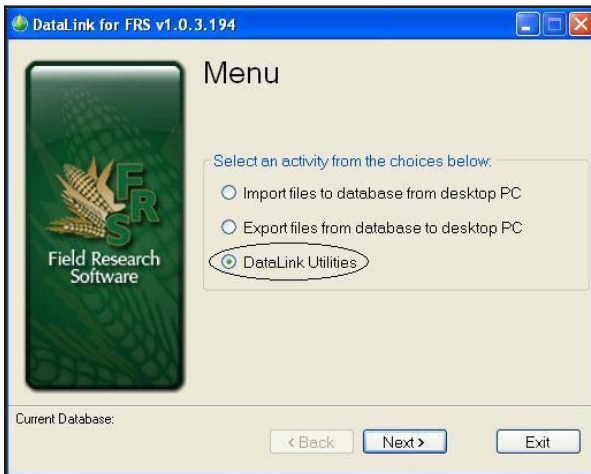 DataLink for FRS v1.0.3.194
Menu
Select an activity from the choices below:
Import files to database from desktop PC
Export files from database to desktop PC
DataLink Utilities
FRS
Field Research
Software
Current Database:
< Back
Next >
Exit